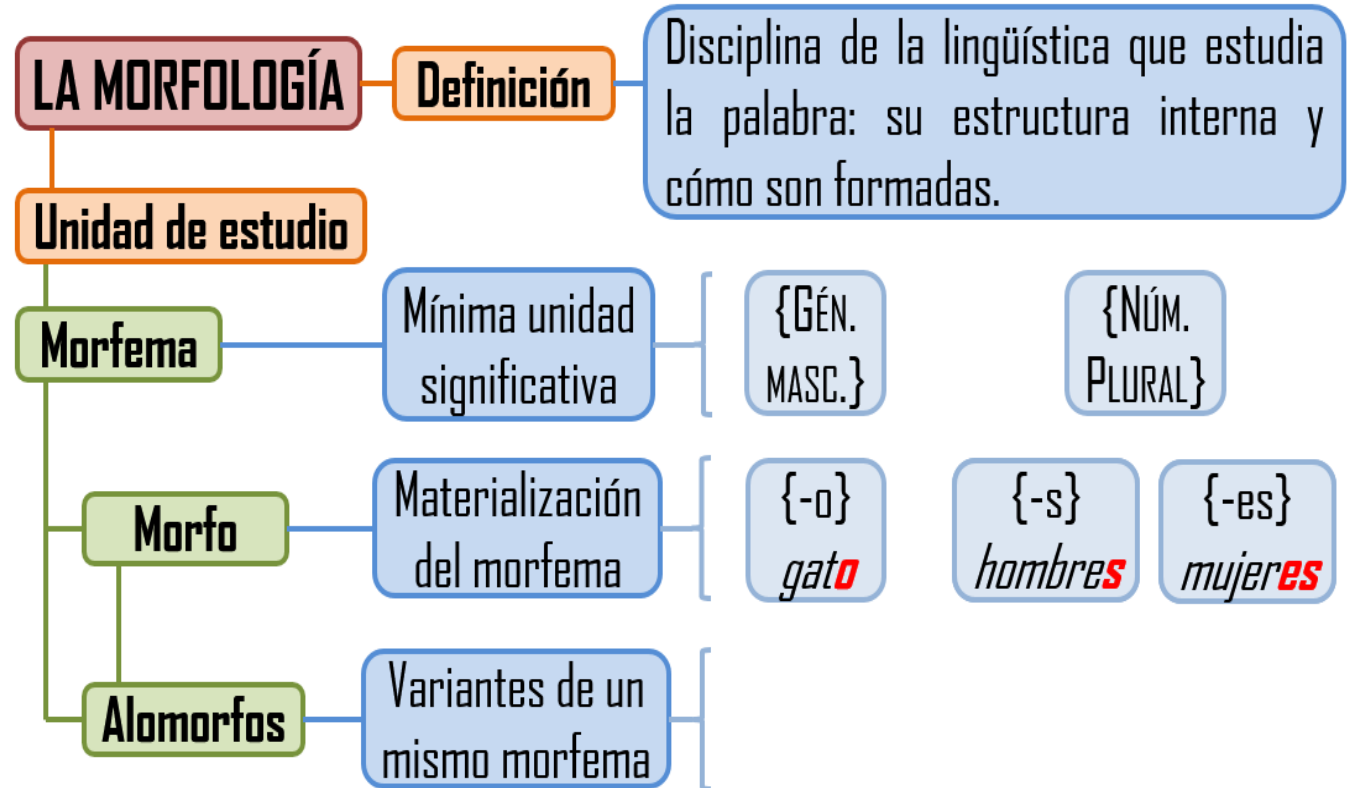 LA MORFOLOGÍA
Definición
Disciplina de la lingüística que estudia
la palabra: su estructura interna y
cómo son formadas.
Unidad de estudio
Morfema
Mínima unidad
significativa
{GÉN.
MASC.}
{NÚM.
PLURAL}
Morfo
Materialización
del morfema
{-o}
gato
{-s}
hombres
{-es}
mujeres
Alomorfos
Variantes de un
mismo morfema